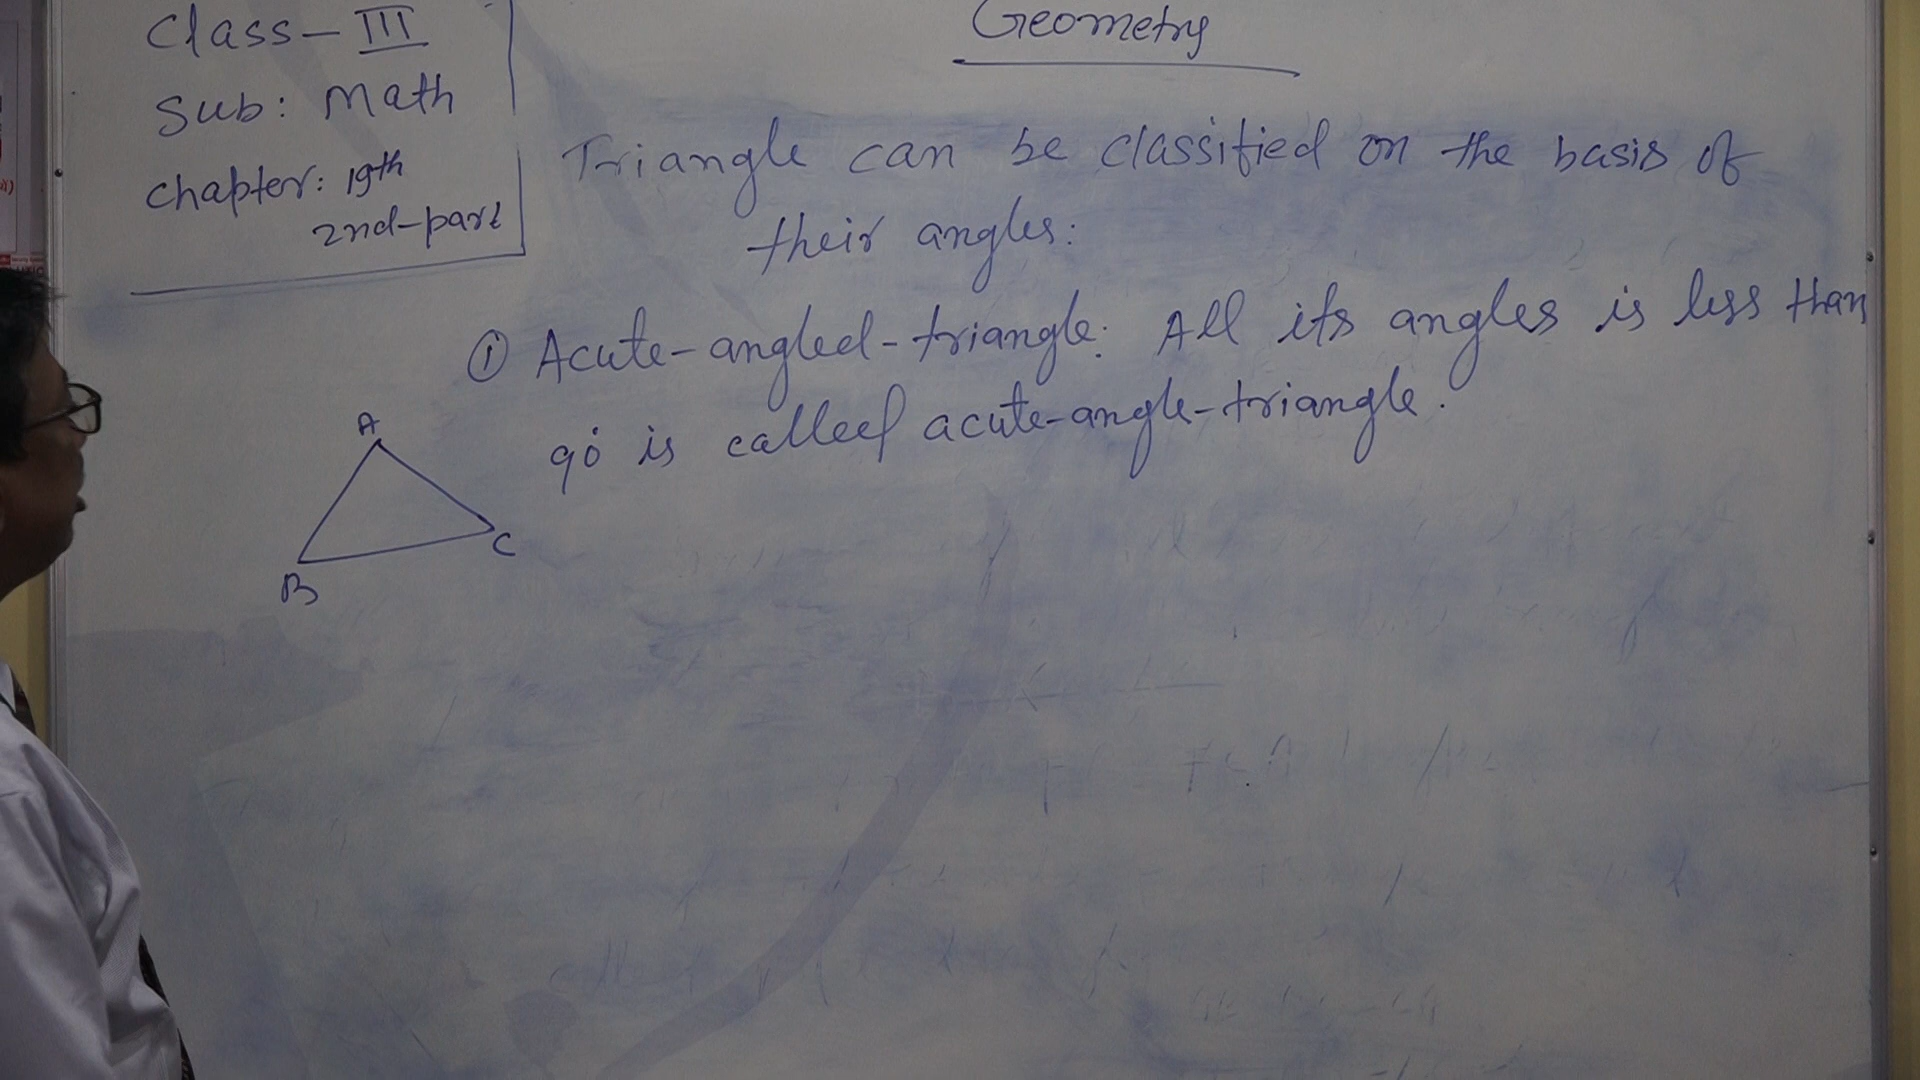 Class - III
Sub: Math
Chapter: 19th
2nd-part
Geometry
Triangle can be classified on the basis of
their angles:
① Acute-angled-triangle: All its angles is less than
90° is called acute-angle-triangle.
A
B
C